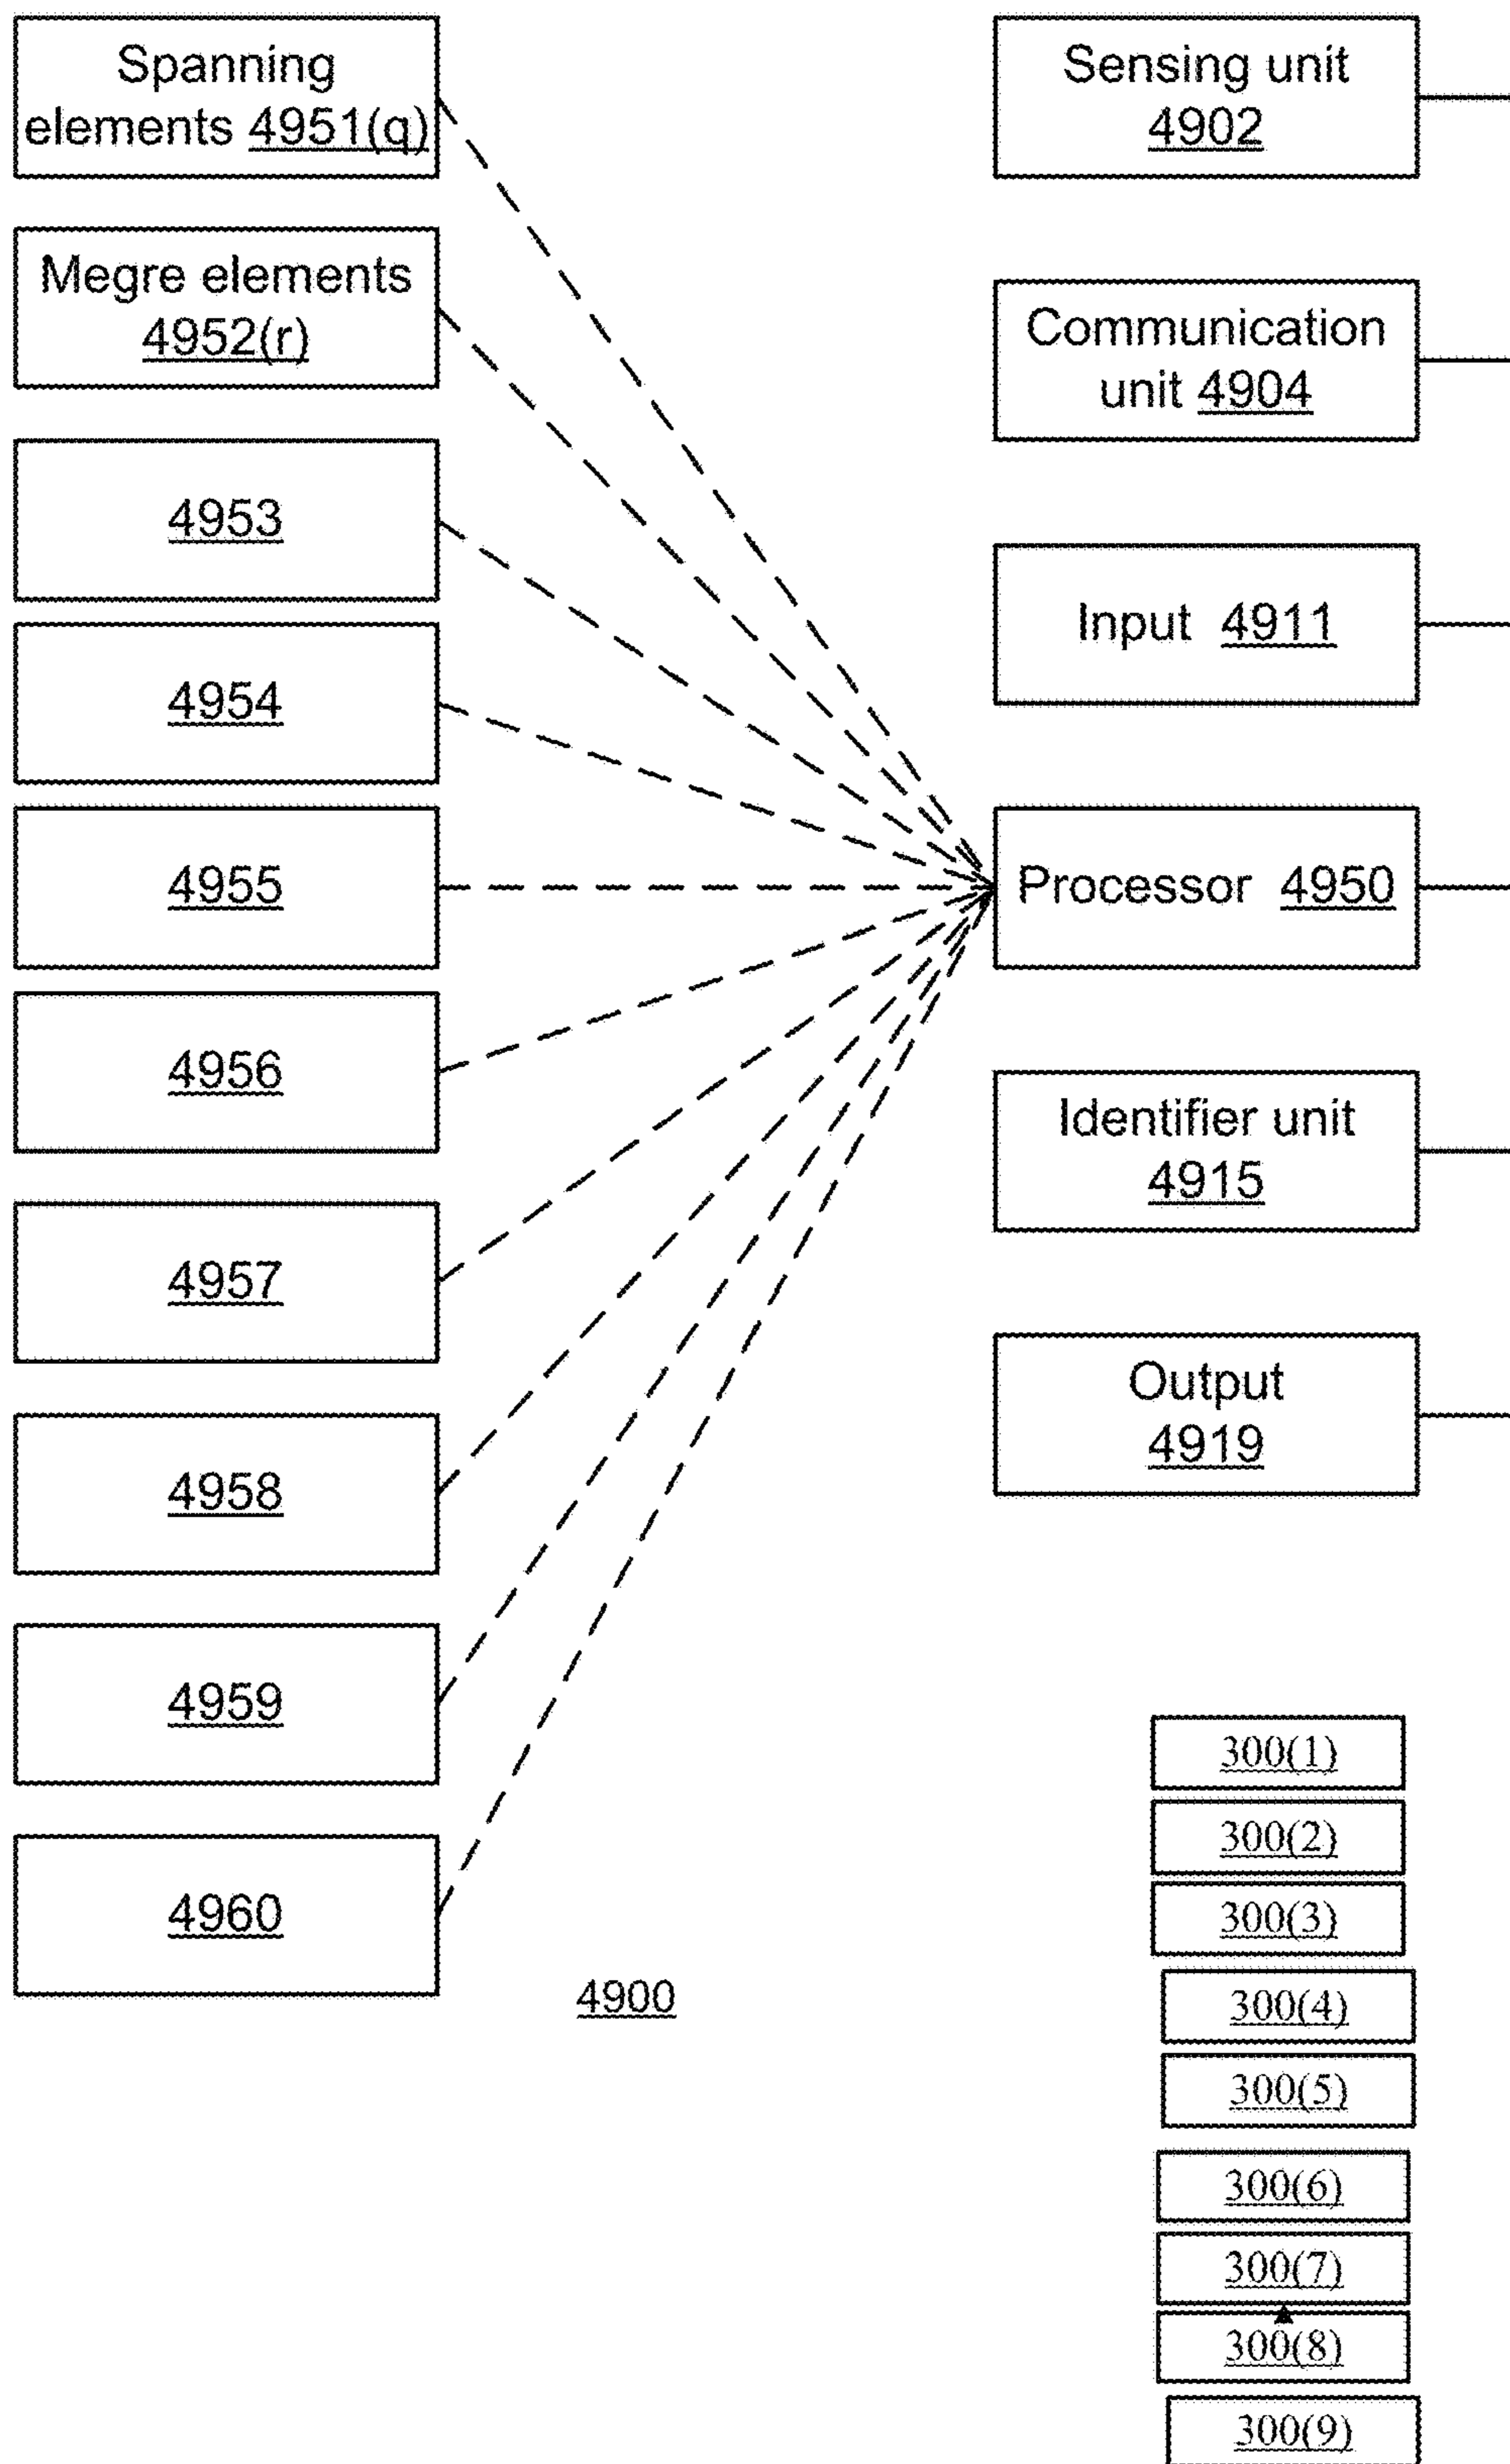 Spanning
elements 4951(q)
Megre elements
4952(r)
4953
4954
4955
4956
4957
4958
4959
4960
Sensing unit
4902
Communication
unit 4904
Input 4911
Processor 4950
Identifier unit
4915
Output
4919
4900
300(1)
300(2)
300(3)
300(4)
300(5)
300(6)
300(7)
300(8)
300(9)